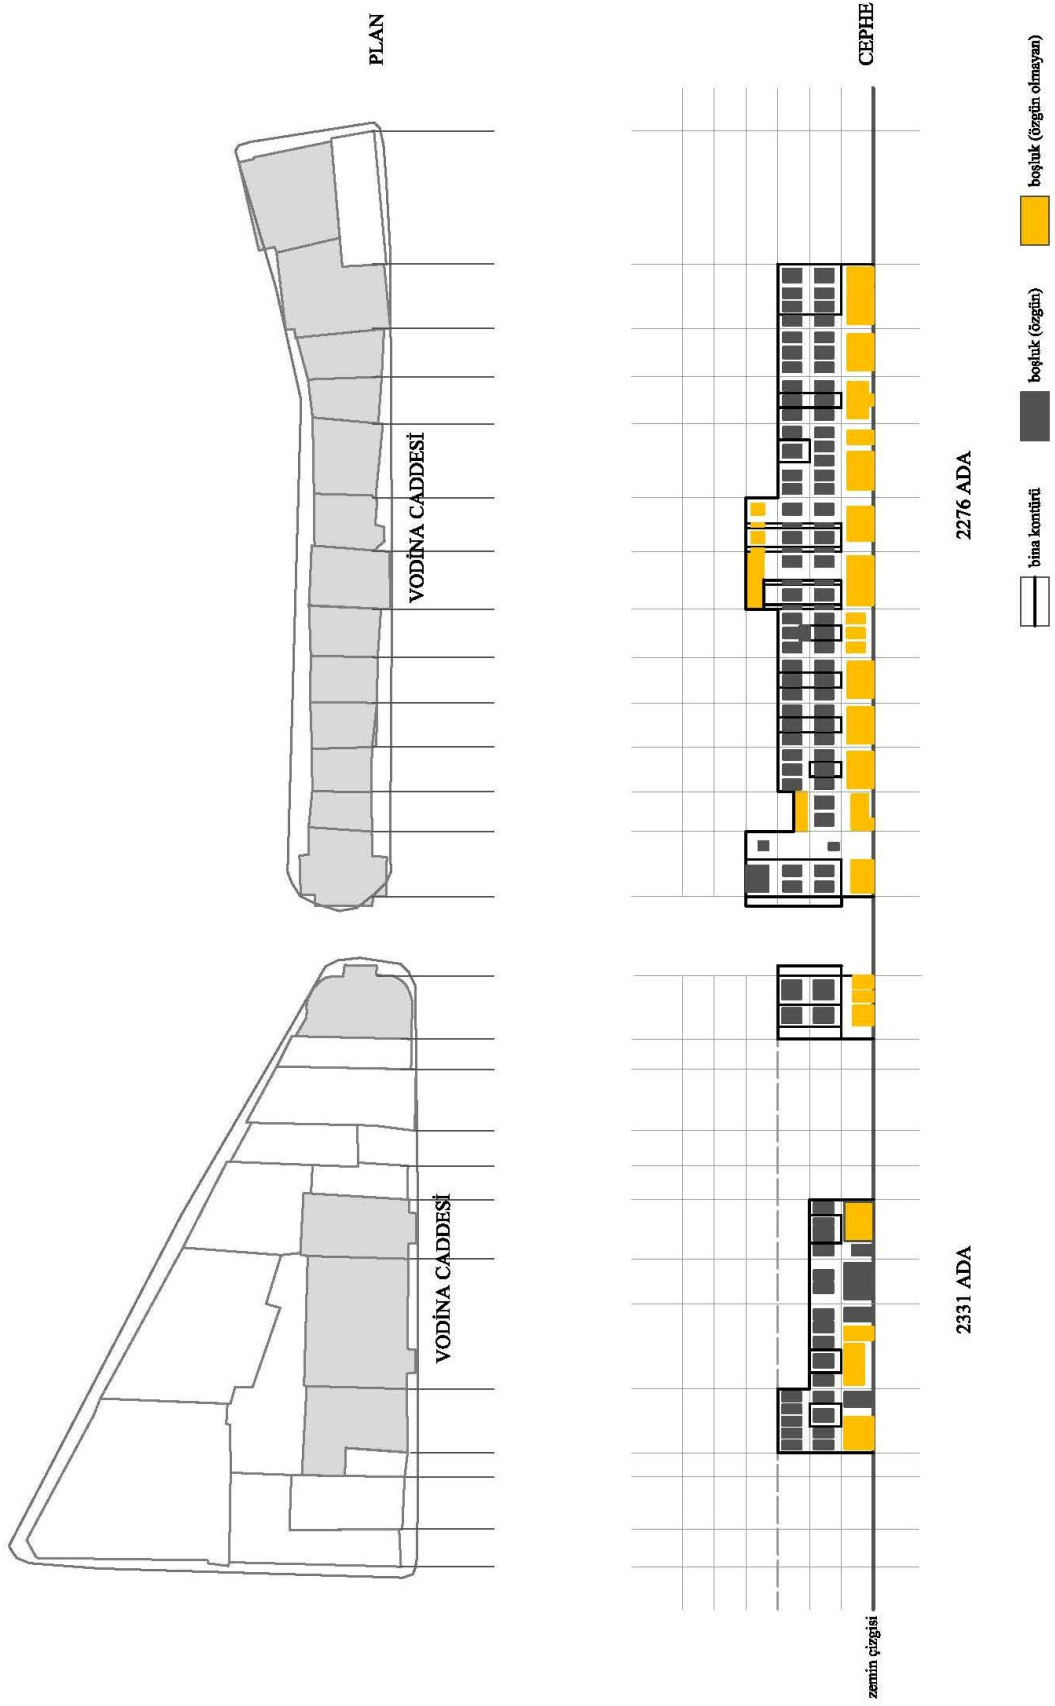 PLAN
VODİNA CADDESİ
VODİNA CADDESİ
CEPHE
zemin çizgisi
2331 ADA
2276 ADA
bina kontürü
boşluk (özgün)
boşluk (özgün olmayan)